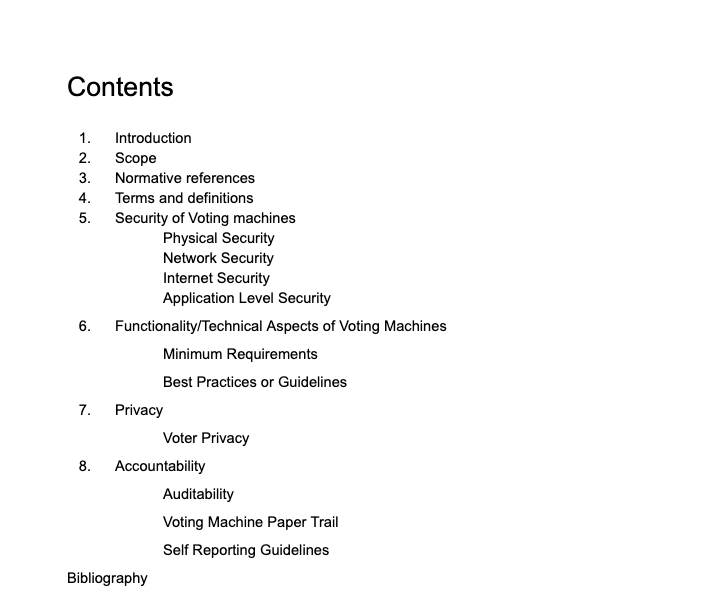 Contents
1. Introduction
2. Scope
3. Normative references
4. Terms and definitions
5. Security of Voting machines
Physical Security
Network Security
Internet Security
Application Level Security
6. Functionality/Technical Aspects of Voting Machines
Minimum Requirements
Best Practices or Guidelines
7. Privacy
Voter Privacy
8. Accountability
Auditability
Voting Machine Paper Trail
Self Reporting Guidelines
Bibliography